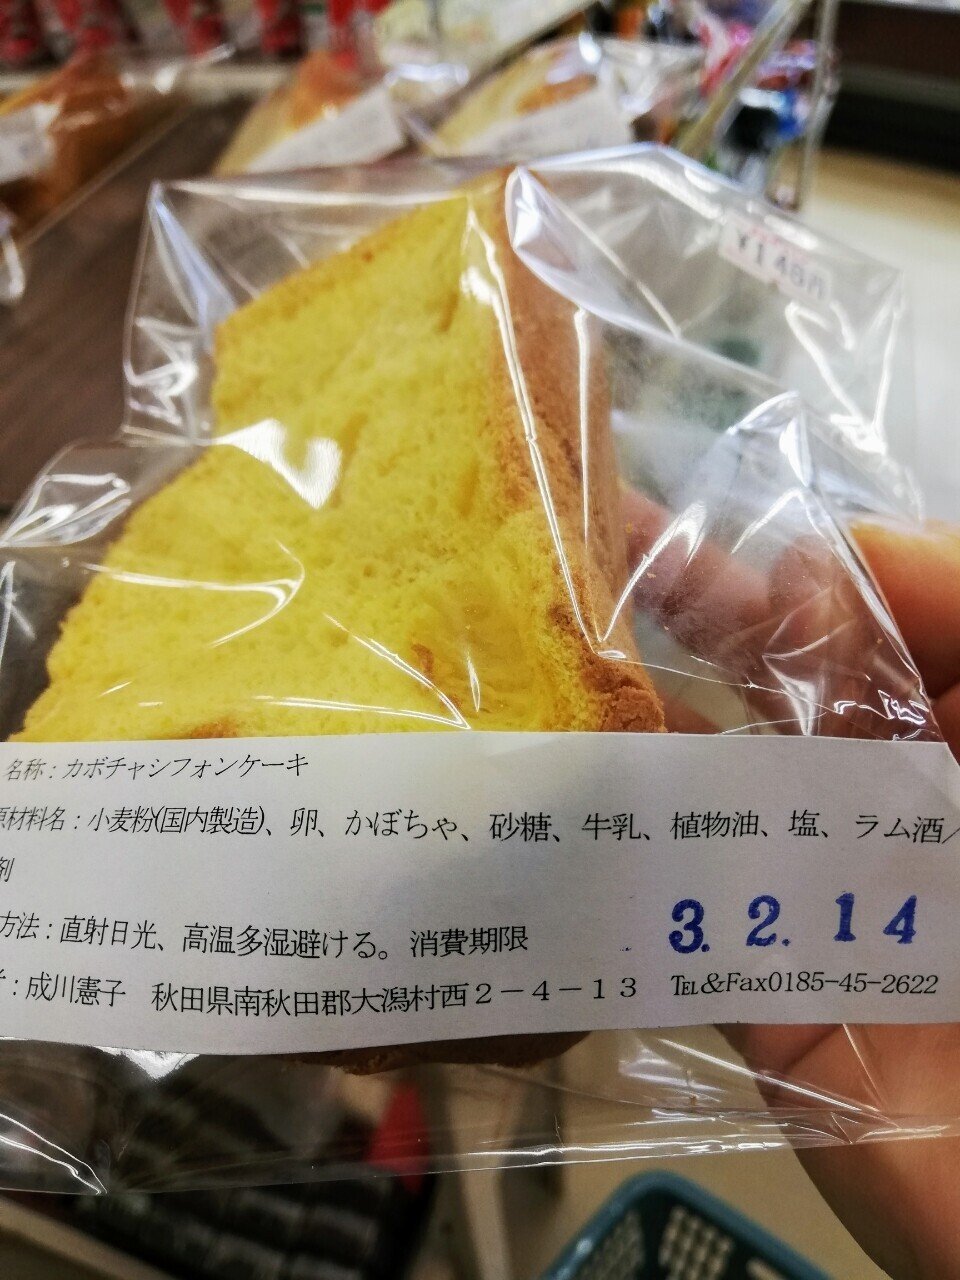 ¥148円
名称：カボチャシフォンケーキ
原材料名：小麦粉(国内製造)、卵、かぼちゃ、砂糖、牛乳、植物油、塩、ラム酒／
剤
方法：直射日光、高温多湿避ける。消費期限 3.2.14
：成川憲子 秋田県南秋田郡大潟村西２－４－１３ TEL&Fax0185-45-2622